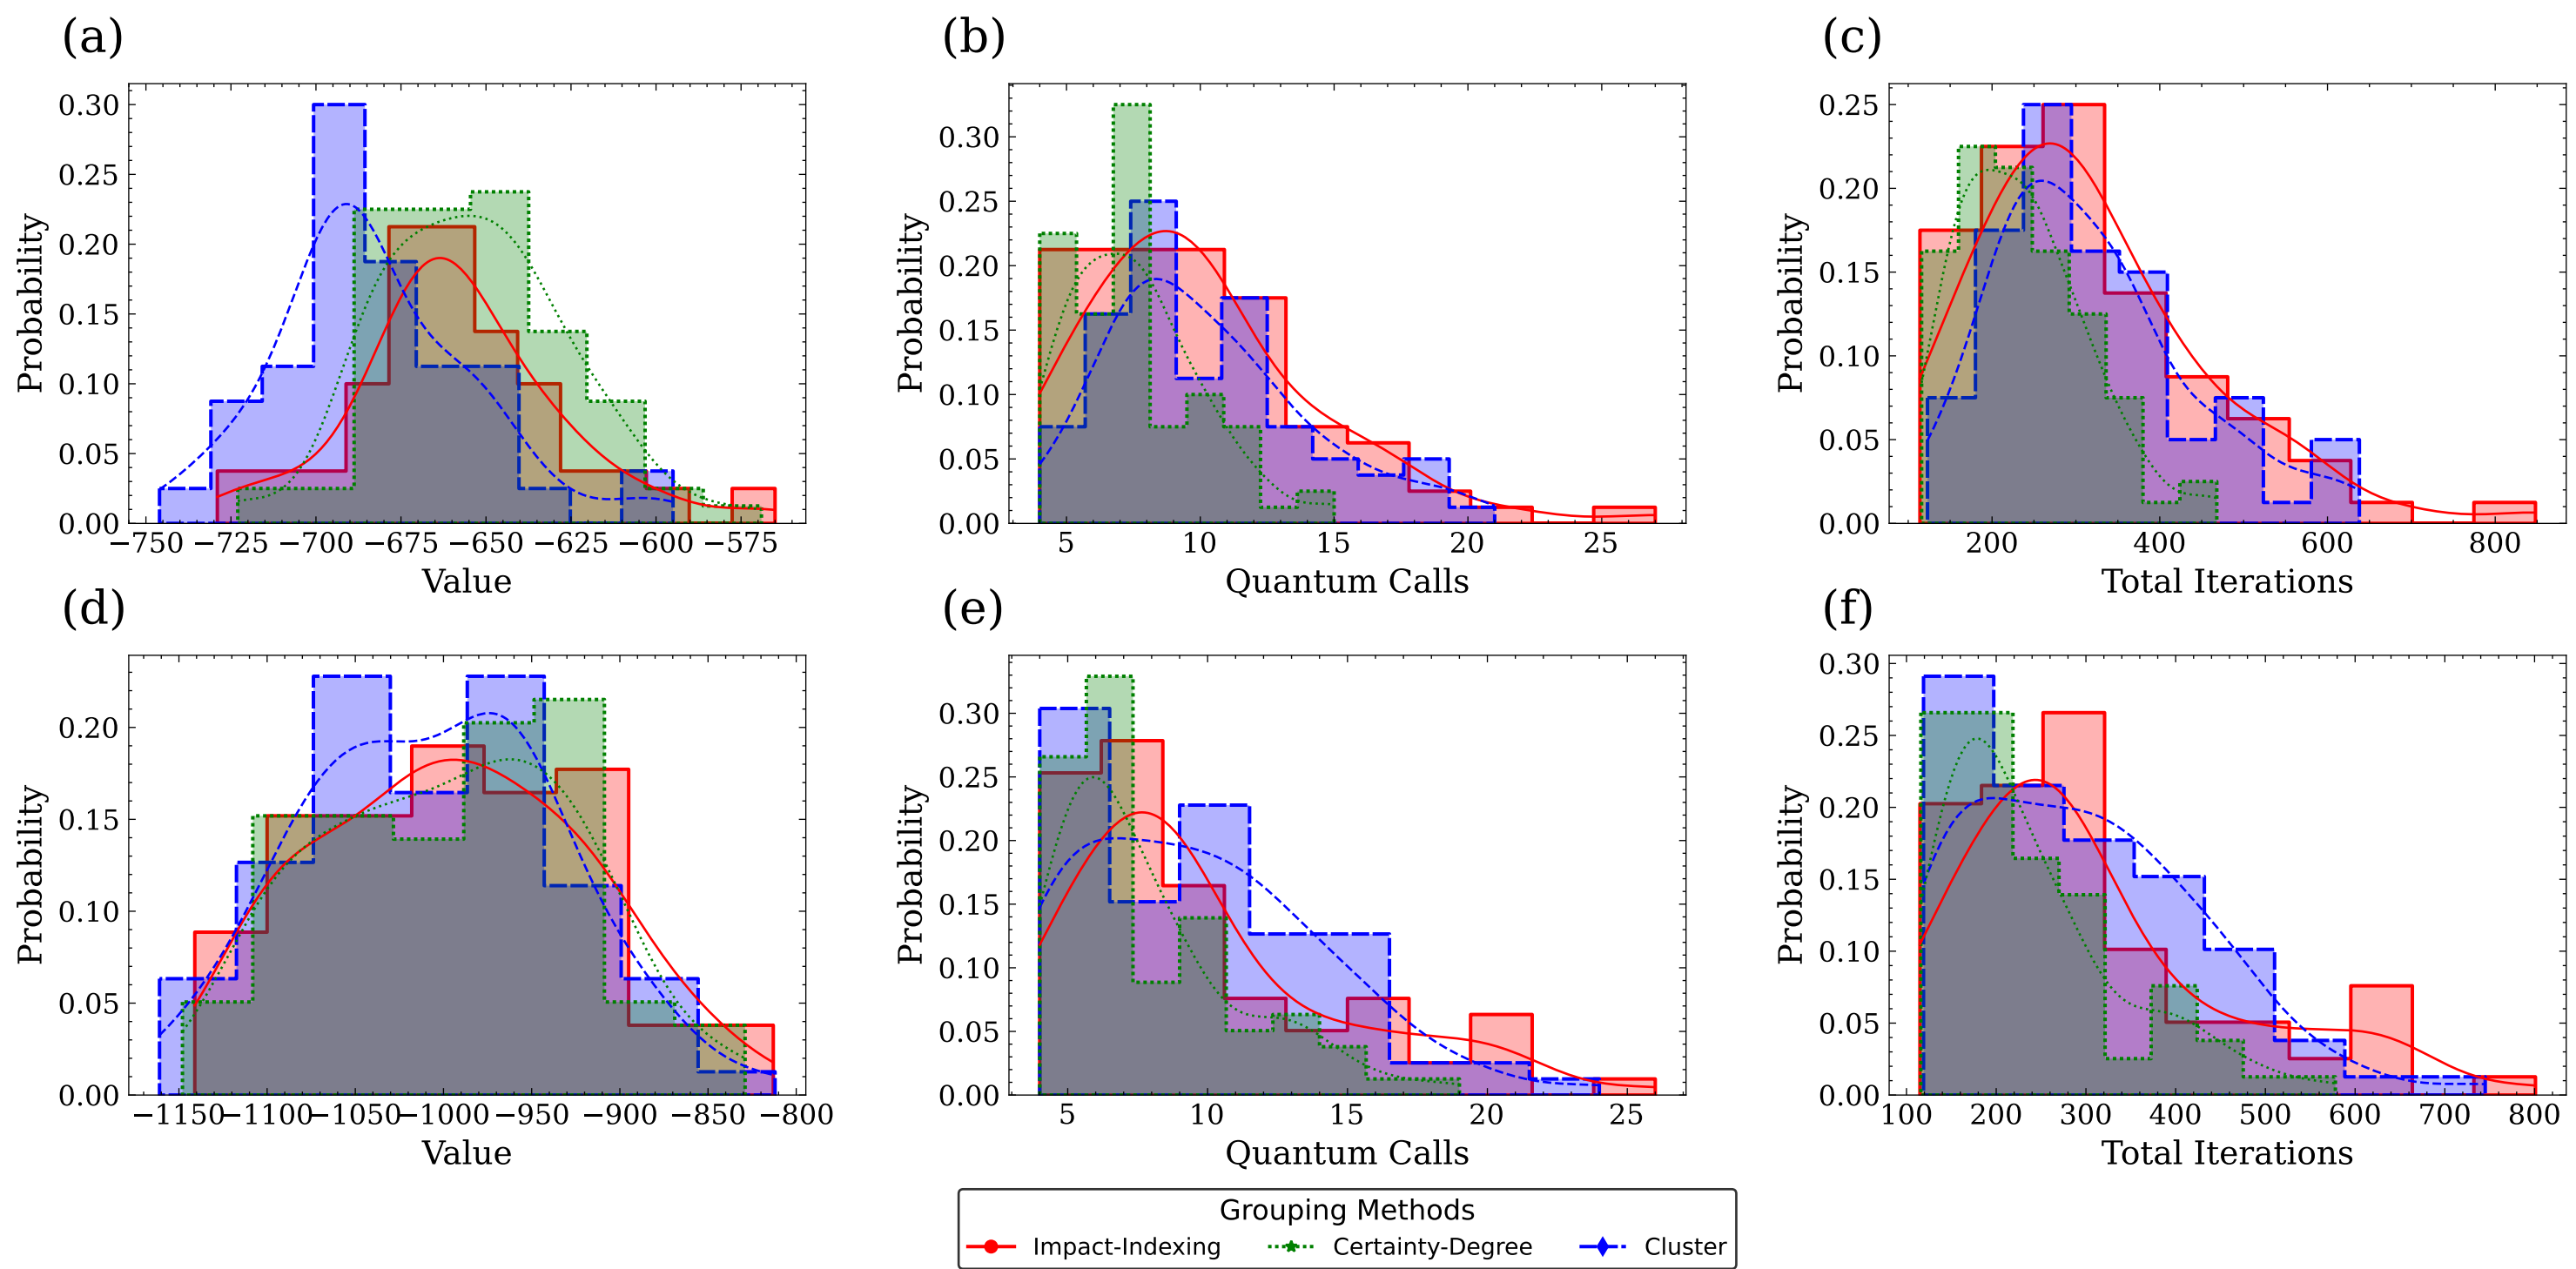 (a)
(b)
(c)
0.30
0.25
0.20
0.15
0.10
0.05
0.00
Probability
−750 −725 −700 −675 −650 −625 −600 −575
Value
0.30
0.25
0.20
0.15
0.10
0.05
0.00
Probability
5 10 15 20 25
Quantum Calls
0.25
0.20
0.15
0.10
0.05
0.00
Probability
200 400 600 800
Total Iterations
(d)
(e)
(f)
0.20
0.15
0.10
0.05
0.00
Probability
−1150 −1100 −1050 −1000 −950 −900 −850 −800
Value
0.30
0.25
0.20
0.15
0.10
0.05
0.00
Probability
5 10 15 20 25
Quantum Calls
0.30
0.25
0.20
0.15
0.10
0.05
0.00
Probability
100 200 300 400 500 600 700 800
Total Iterations
Grouping Methods
Impact-Indexing Certainty-Degree Cluster